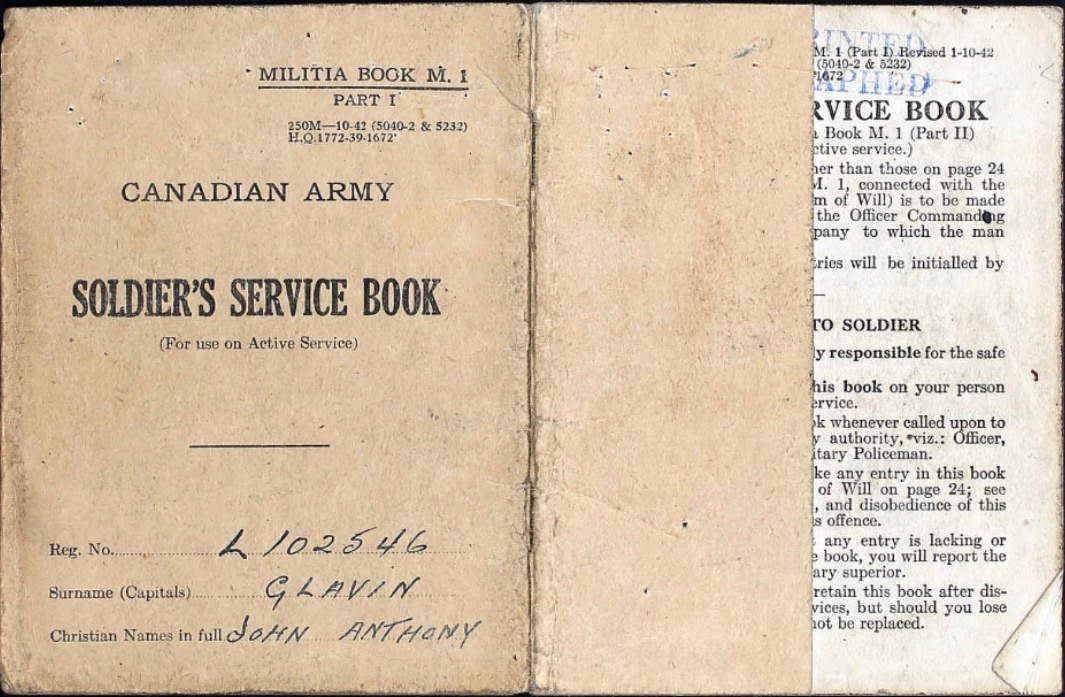 MILITIA BOOK M. 1
PART I
250M—10-42 (5040-2 & 5232)
H.Q.1772-39-1672
CANADIAN ARMY
SOLDIER'S SERVICE BOOK
(For use on Active Service)
Reg. No. L 102546
Surname (Capitals) GLAVIN
Christian Names in full JOHN ANTHONY
M. 1 (Part I) Revised 1-10-42
(5040-2 & 5232)
1672
RINTED
APHED
RVICE BOOK
Book M. 1 (Part II)
ctive service.)
her than those on page 24
M. 1, connected with the
m of Will) is to be made
the Officer Commanding
pany to which the man
tries will be initialled by
TO SOLDIER
y responsible for the safe
his book on your person
ervice.
ok whenever called upon to
y authority, viz.: Officer,
itary Policeman.
ke any entry in this book
of Will on page 24; see
, and disobedience of this
s offence.
any entry is lacking or
e book, you will report the
ary superior.
retain this book after dis-
vices, but should you lose
not be replaced.